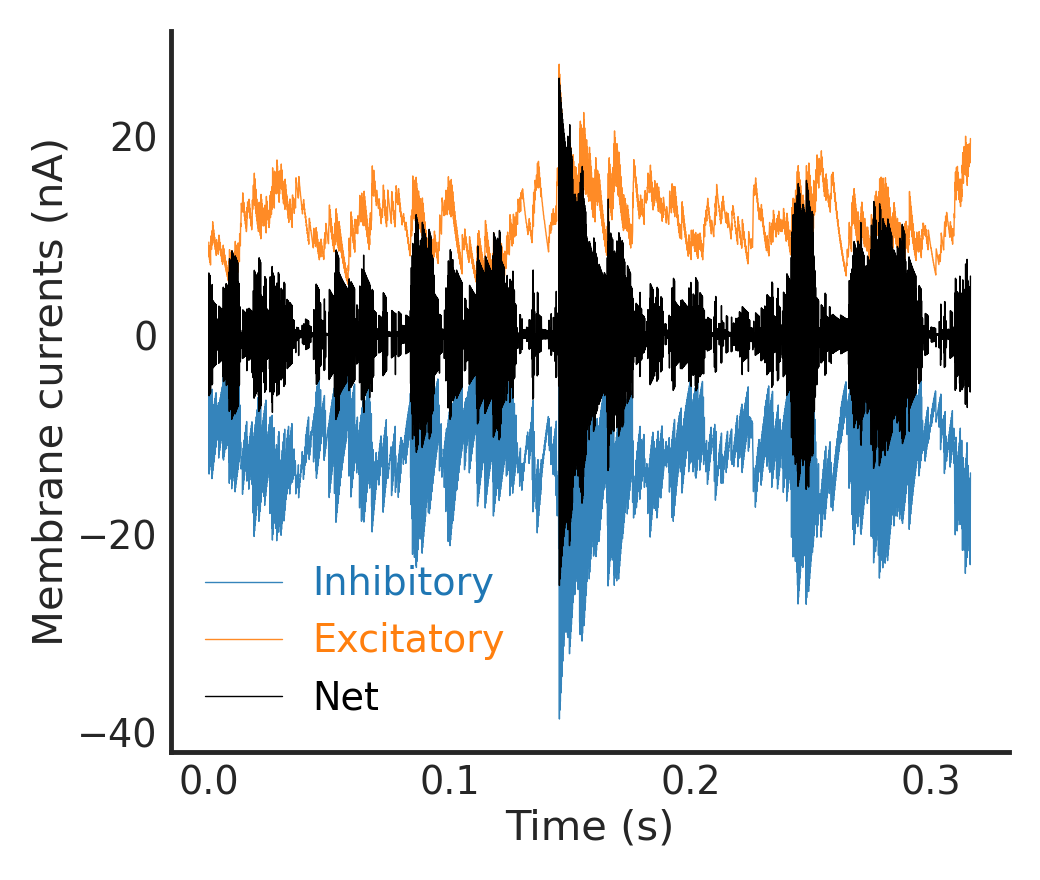 Membrane currents (nA)
20
0
−20
−40
Inhibitory
Excitatory
Net
0.0 0.1 0.2 0.3
Time (s)